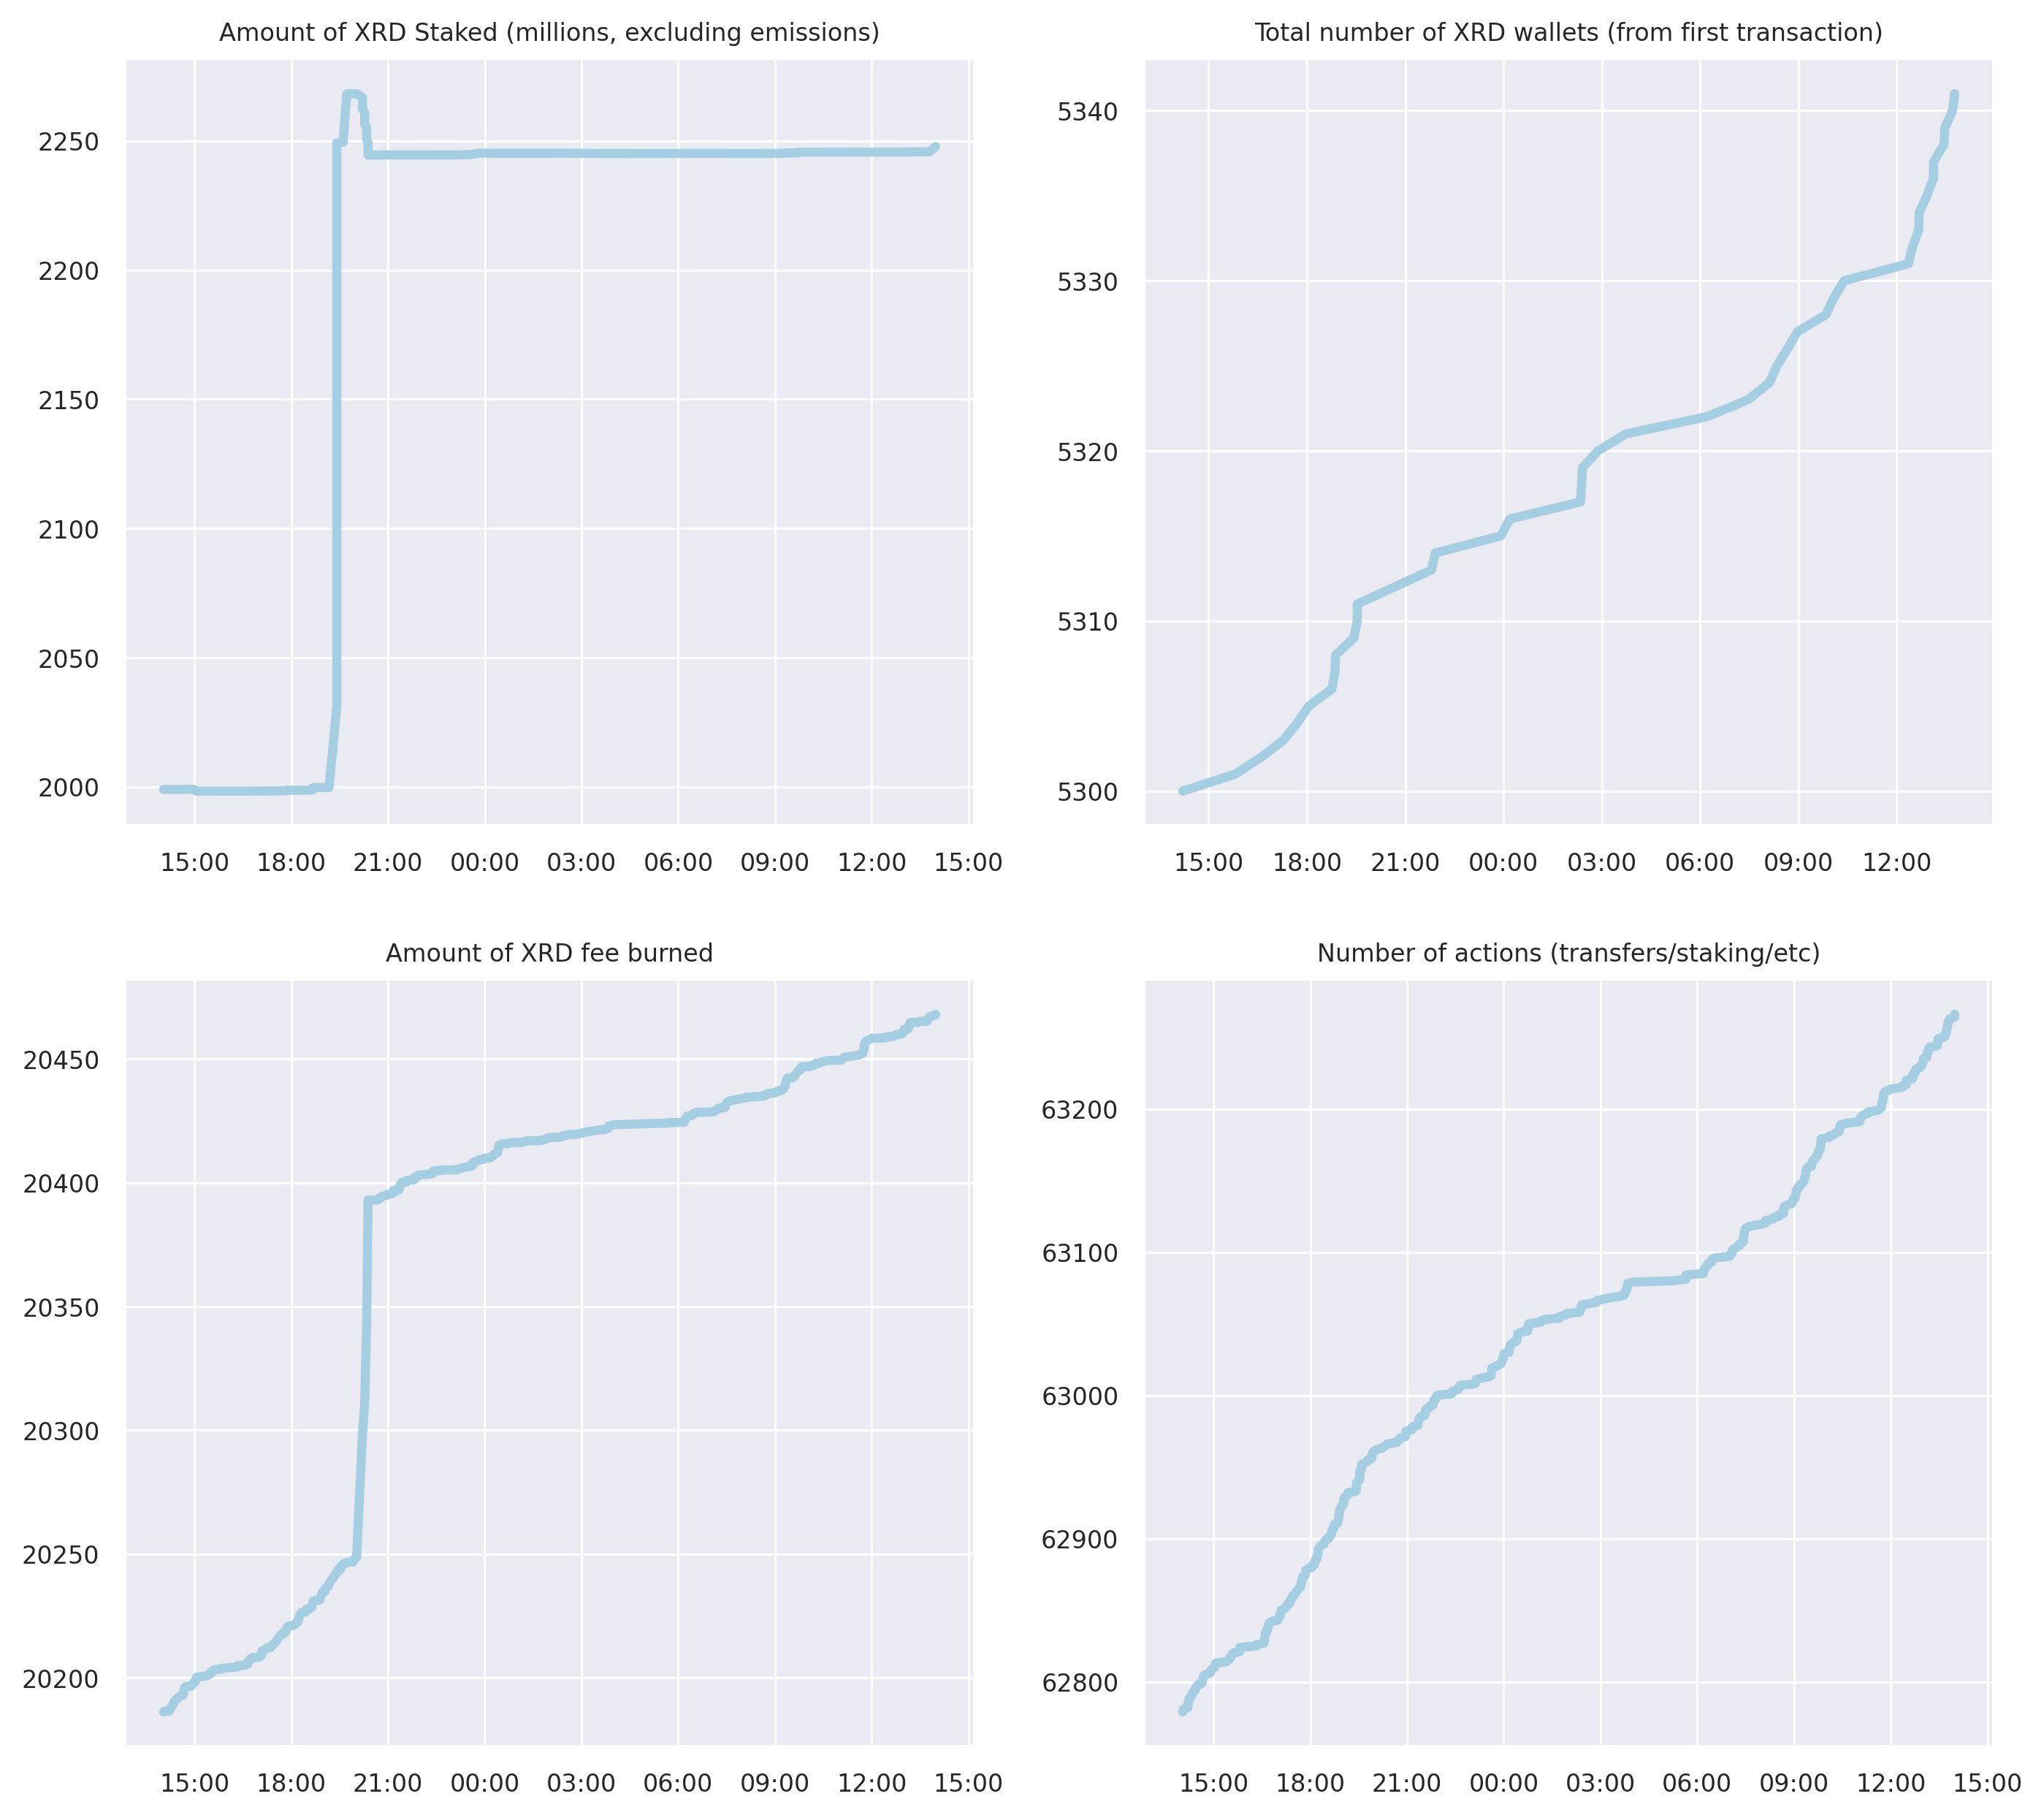 Amount of XRD Staked (millions, excluding emissions)
2250
2200
2150
2100
2050
2000
15:00 18:00 21:00 00:00 03:00 06:00 09:00 12:00 15:00
Total number of XRD wallets (from first transaction)
5340
5330
5320
5310
5300
15:00 18:00 21:00 00:00 03:00 06:00 09:00 12:00
Amount of XRD fee burned
20450
20400
20350
20300
20250
20200
15:00 18:00 21:00 00:00 03:00 06:00 09:00 12:00 15:00
Number of actions (transfers/staking/etc)
63200
63100
63000
62900
62800
15:00 18:00 21:00 00:00 03:00 06:00 09:00 12:00 15:00